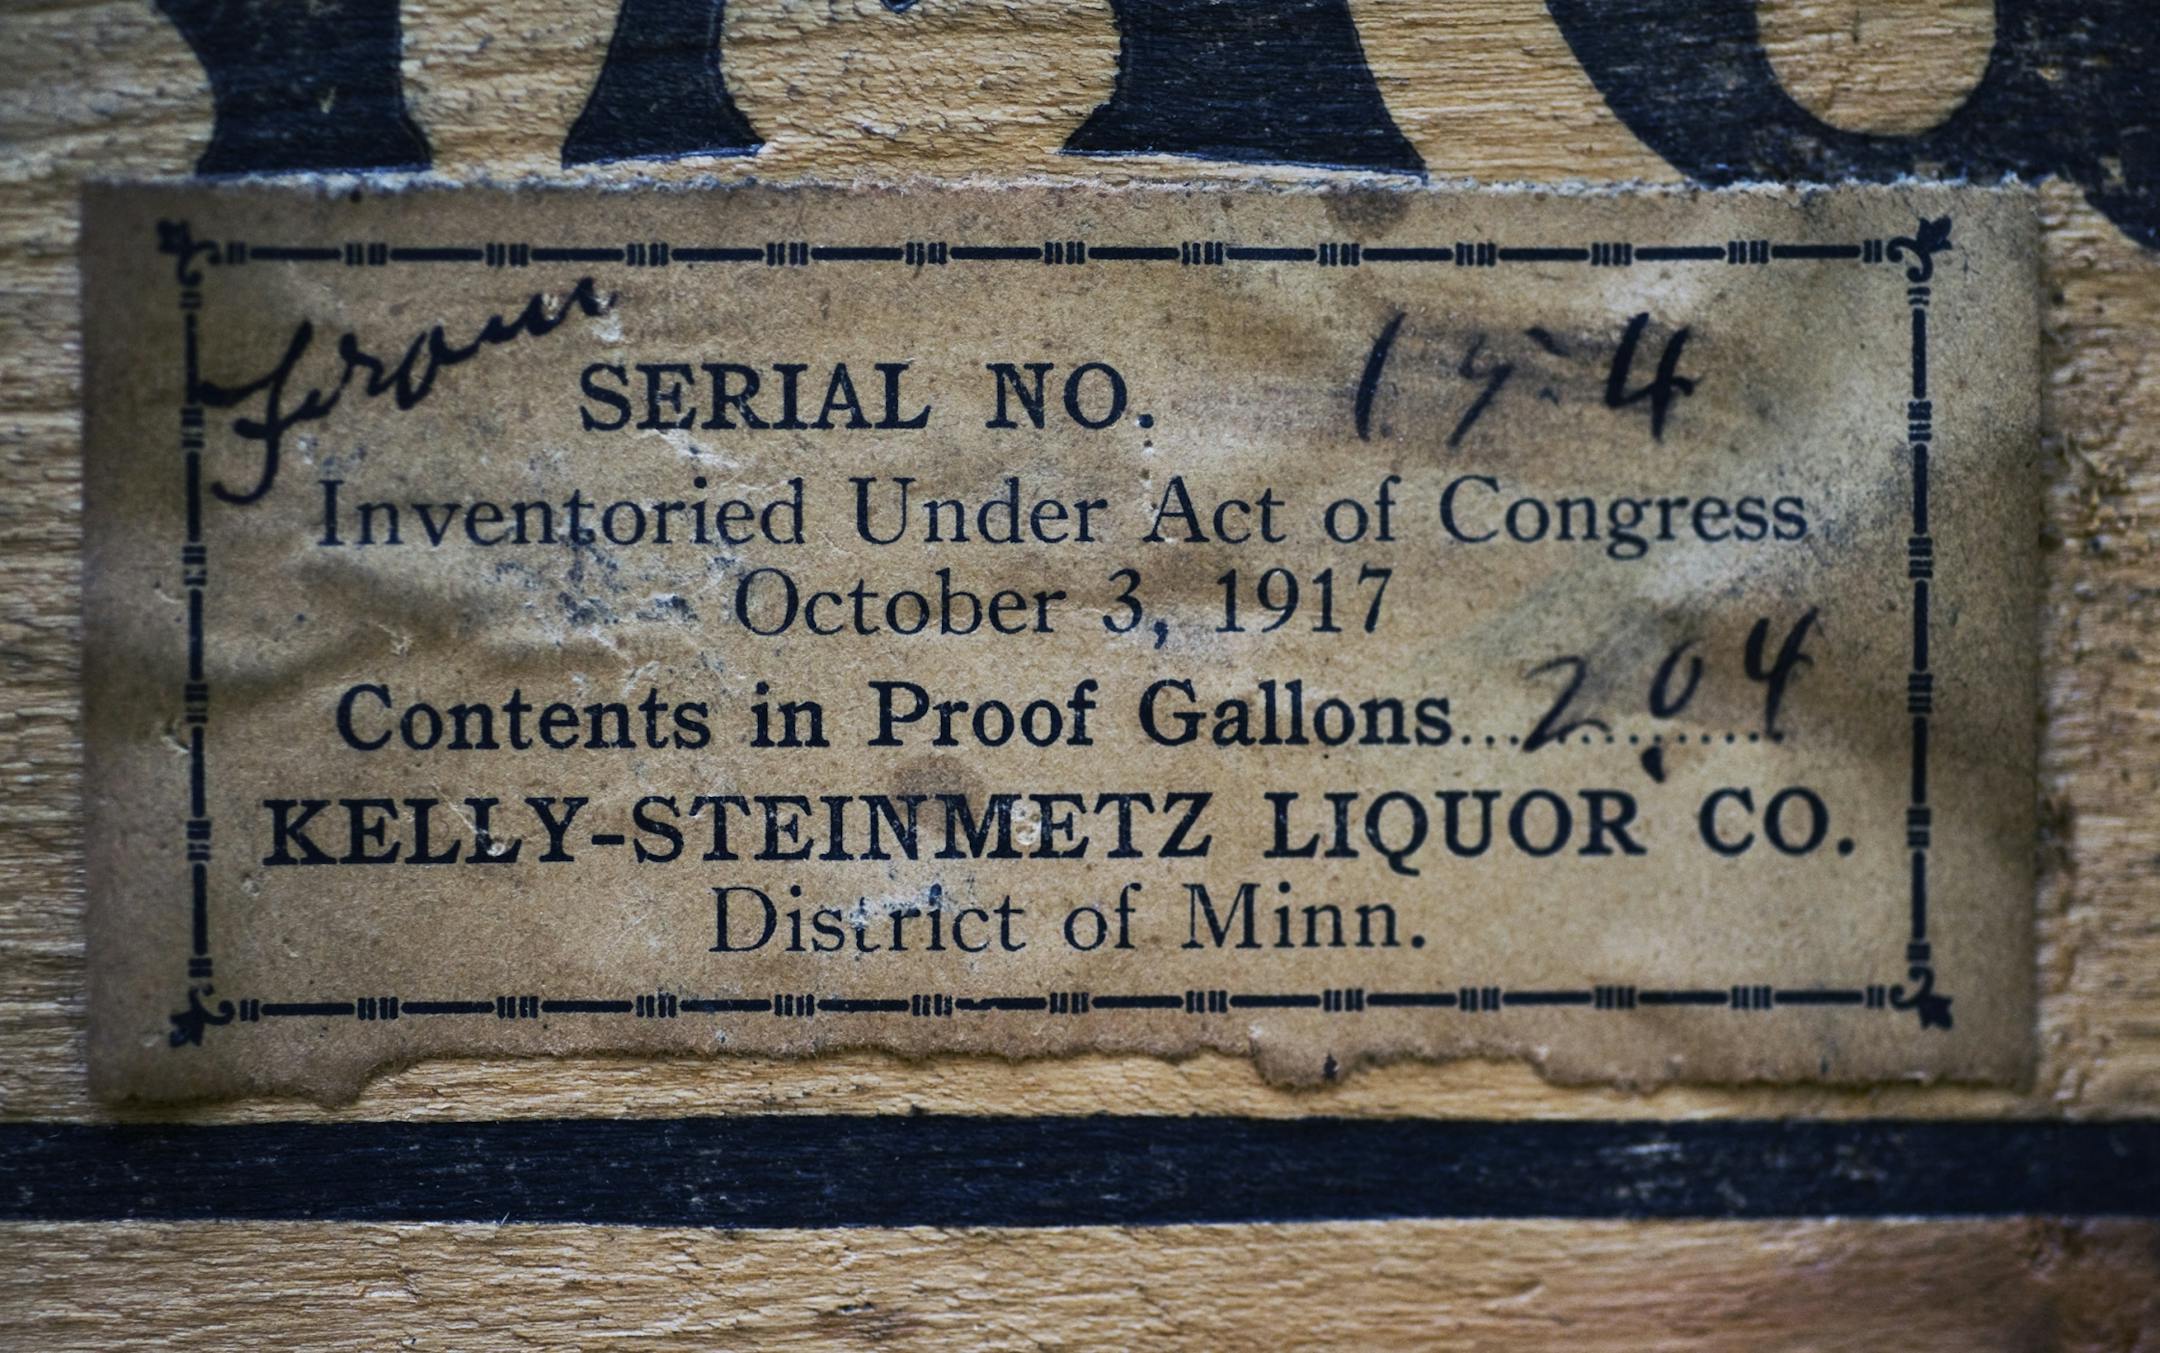 from
SERIAL NO. 174
Inventoried Under Act of Congress
October 3, 1917
Contents in Proof Gallons... 2.04
KELLY-STEINMETZ LIQUOR CO.
District of Minn.